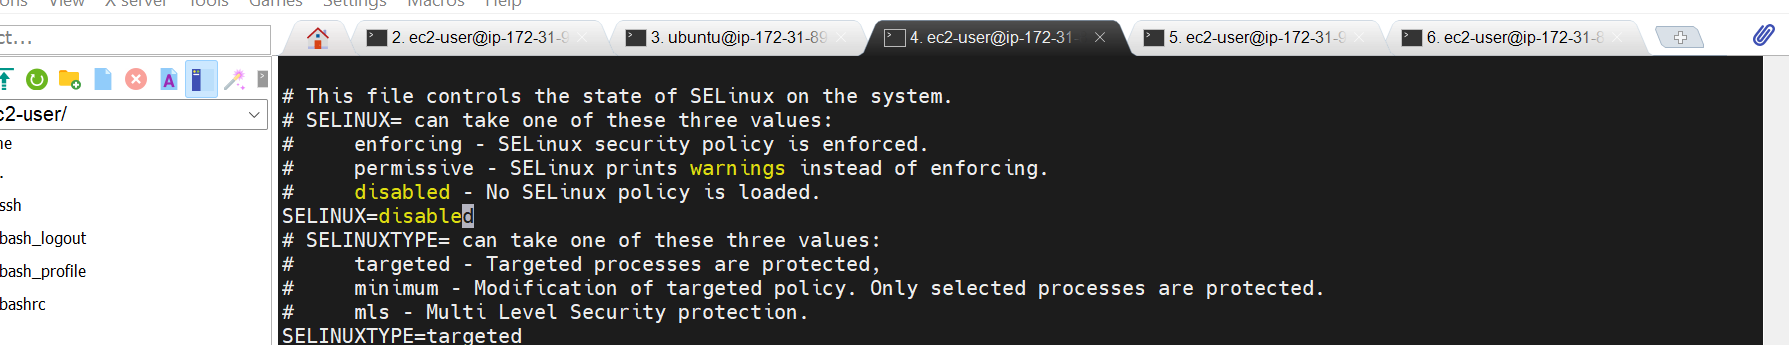 View X server Tools Games Settings Macros Help
2. ec2-user@ip-172-31-9
3. ubuntu@ip-172-31-89
4. ec2-user@ip-172-31-
5. ec2-user@ip-172-31-9
6. ec2-user@ip-172-31-8
ct...
c2-user/
ne
..
ssh
bash_logout
bash_profile
bashrc
# This file controls the state of SELinux on the system.
# SELINUX= can take one of these three values:
#     enforcing - SELinux security policy is enforced.
#     permissive - SELinux prints warnings instead of enforcing.
#     disabled - No SELinux policy is loaded.
SELINUX=disabled
# SELINUXTYPE= can take one of these three values:
#     targeted - Targeted processes are protected,
#     minimum - Modification of targeted policy. Only selected processes are protected.
#     mls - Multi Level Security protection.
SELINUXTYPE=targeted